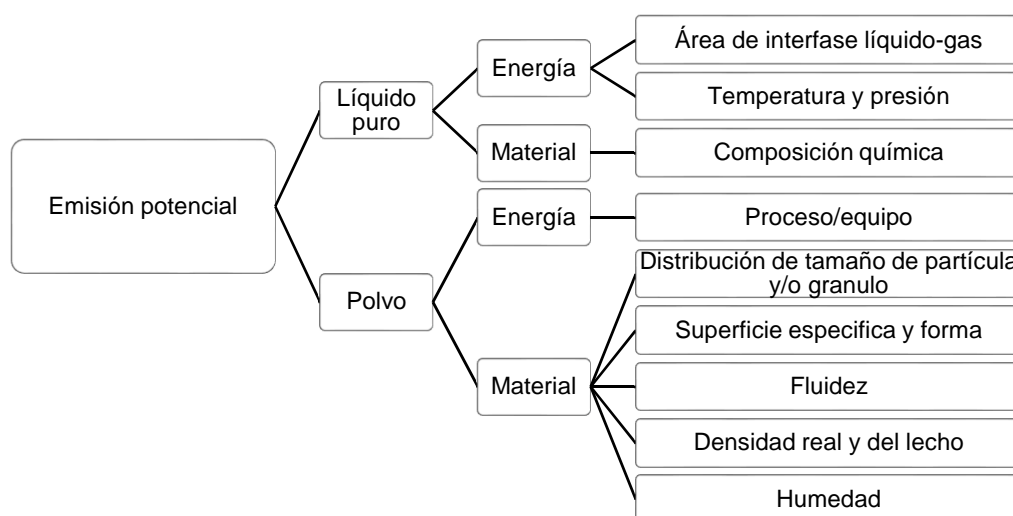 Emisión potencial
Líquido
puro
Energía
Área de interfase líquido-gas
Temperatura y presión
Material
Composición química
Polvo
Energía
Proceso/equipo
Material
Distribución de tamaño de partícula
y/o granulo
Superficie especifica y forma
Fluidez
Densidad real y del lecho
Humedad